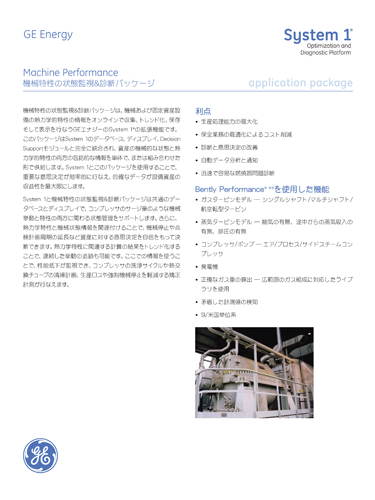 GE Energy
System 1®
Optimization and
Diagnostic Platform
Machine Performance
機械特性の状態監視&診断パッケージ
application package
機械特性の状態監視&診断パッケージは、機械および固定資産設
備の熱力学的特性の情報をオンラインで収集、トレンド化、保存
そして表示を行なうGEエナジーのSystem 1*の拡張機能です。
このパッケージはSystem 1のデータベース、ディスプレイ、Decision
Supportモジュールと完全に統合され、資産の機械的な状態と熱
力学的特性の両方の包括的な情報を単体で、または組み合わせた
形で供給します。System 1とこのパッケージを使用することで、
重要な意思決定が効率的に行なえ、的確なデータが設備資産の
収益性を最大限にします。
System 1と機械特性の状態監視&診断パッケージは共通のデー
タベースとディスプレイで、コンプレッサのサージ等のような機械
挙動と特性の両方に関わる状態管理をサポートします。さらに、
熱力学特性と機械状態情報を関連付けることで、機械停止や点
検計画期間の延長など資産に対する意思決定を自信をもって決
断できます。熱力学特性に関連する計算の結果をトレンド化する
ことで、連続した挙動の追跡も可能です。ここでの情報を使うこ
とで、性能低下が監視でき、コンプレッサの洗浄サイクルや熱交
換チューブの清掃計画、生産ロスや強制機械停止を軽減する矯正
計測が行なえます。
利点
• 生産処理能力の最大化
• 保全業務の最適化によるコスト削減
• 診断と意思決定の改善
• 自動データ分析と通知
• 迅速で容易な熱機器問題診断
Bently Performance* **を使用した機能
• ガスタービンモデル — シングルシャフト/マルチシャフト/
航空転型タービン
• 蒸気タービンモデル — 抽気の有無、途中からの蒸気吸入の
有無、排圧の有無
• コンプレッサ/ポンプ — エア/プロセス/サイドスチームコン
プレッサ
• 発電機
• 正確なガス量の算出 — 広範囲のガス組成に対応したライブ
ラリを使用
• 矛盾した計測値の検知
• SI/米国単位系